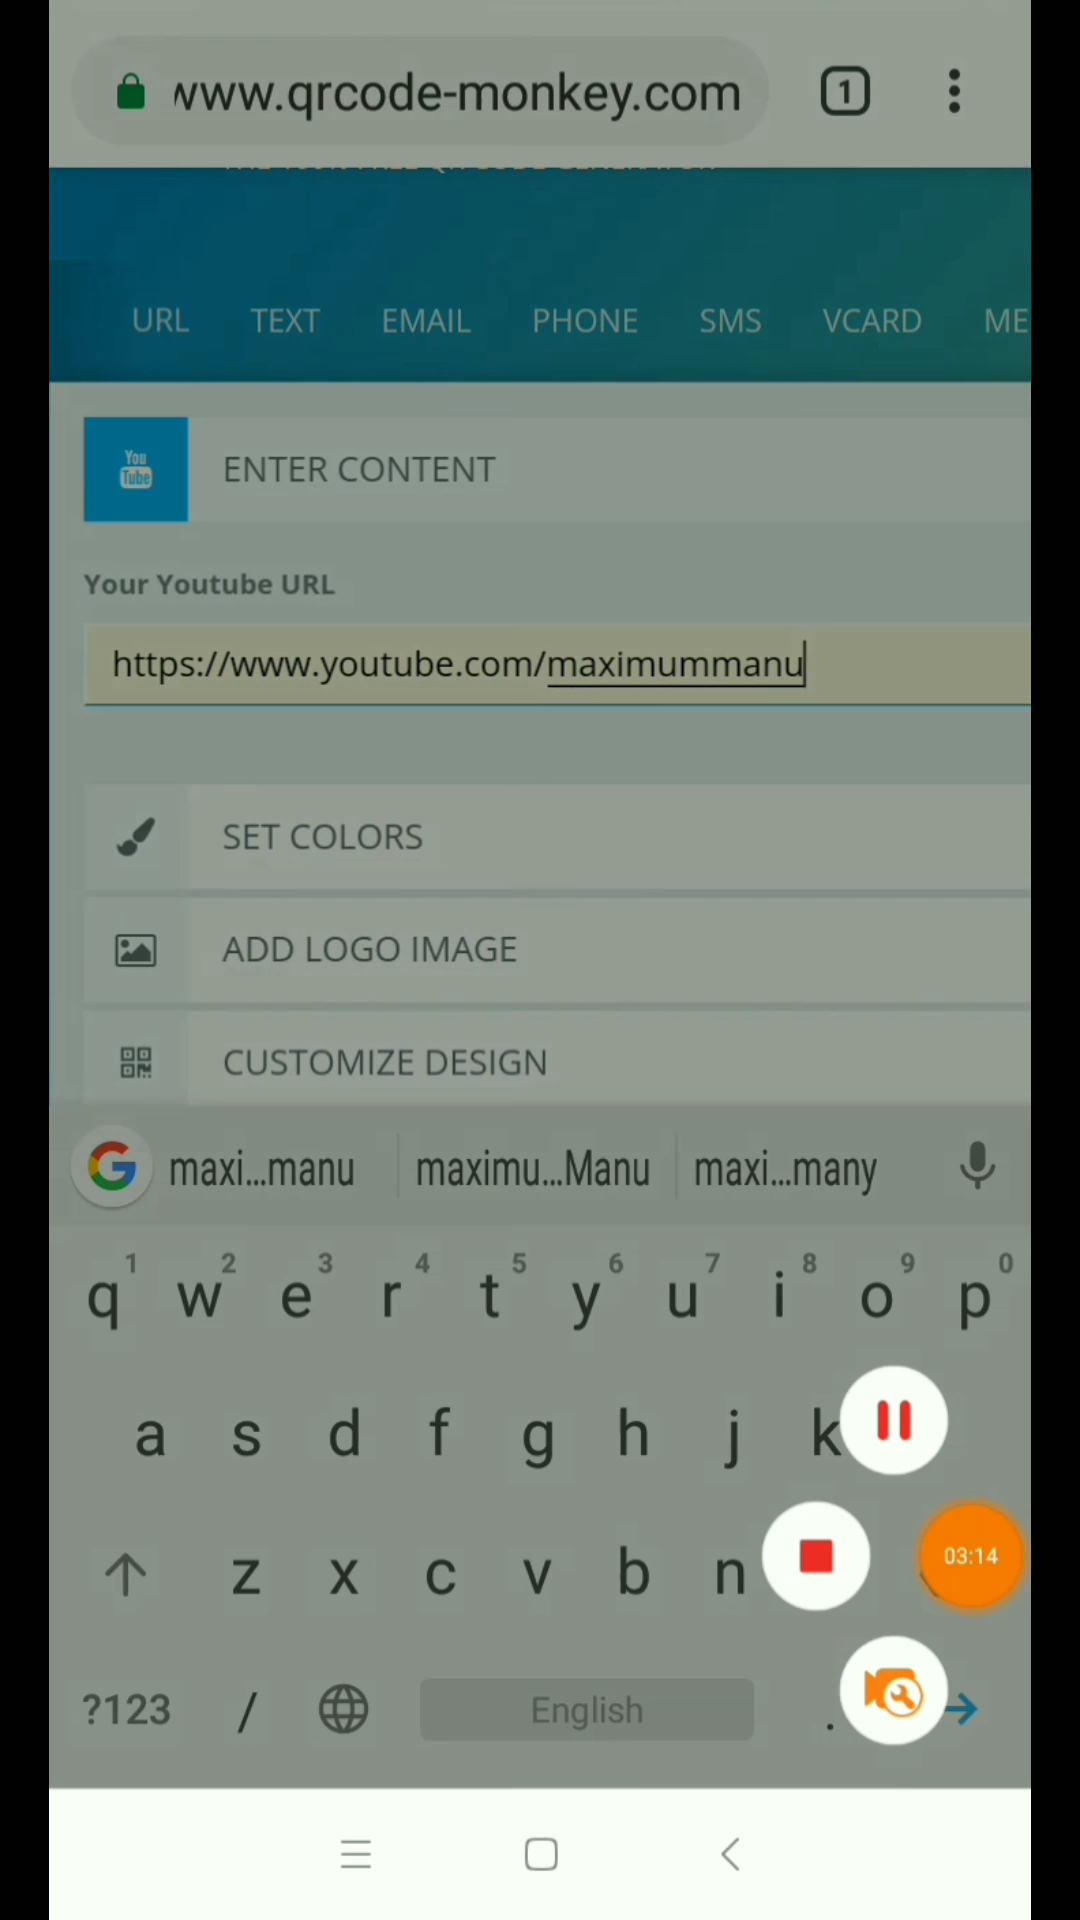 www.qrcode-monkey.com
1
URL TEXT EMAIL PHONE SMS VCARD ME
You
Tube
ENTER CONTENT
Your Youtube URL
https://www.youtube.com/maximummanu
SET COLORS
ADD LOGO IMAGE
CUSTOMIZE DESIGN
G maxi...manu maximu...Manu maxi...many
1 2 3 4 5 6 7 8 9 0
q w e r t y u i o p
a s d f g h j k
z x c v b n
03:14
?123 / English .